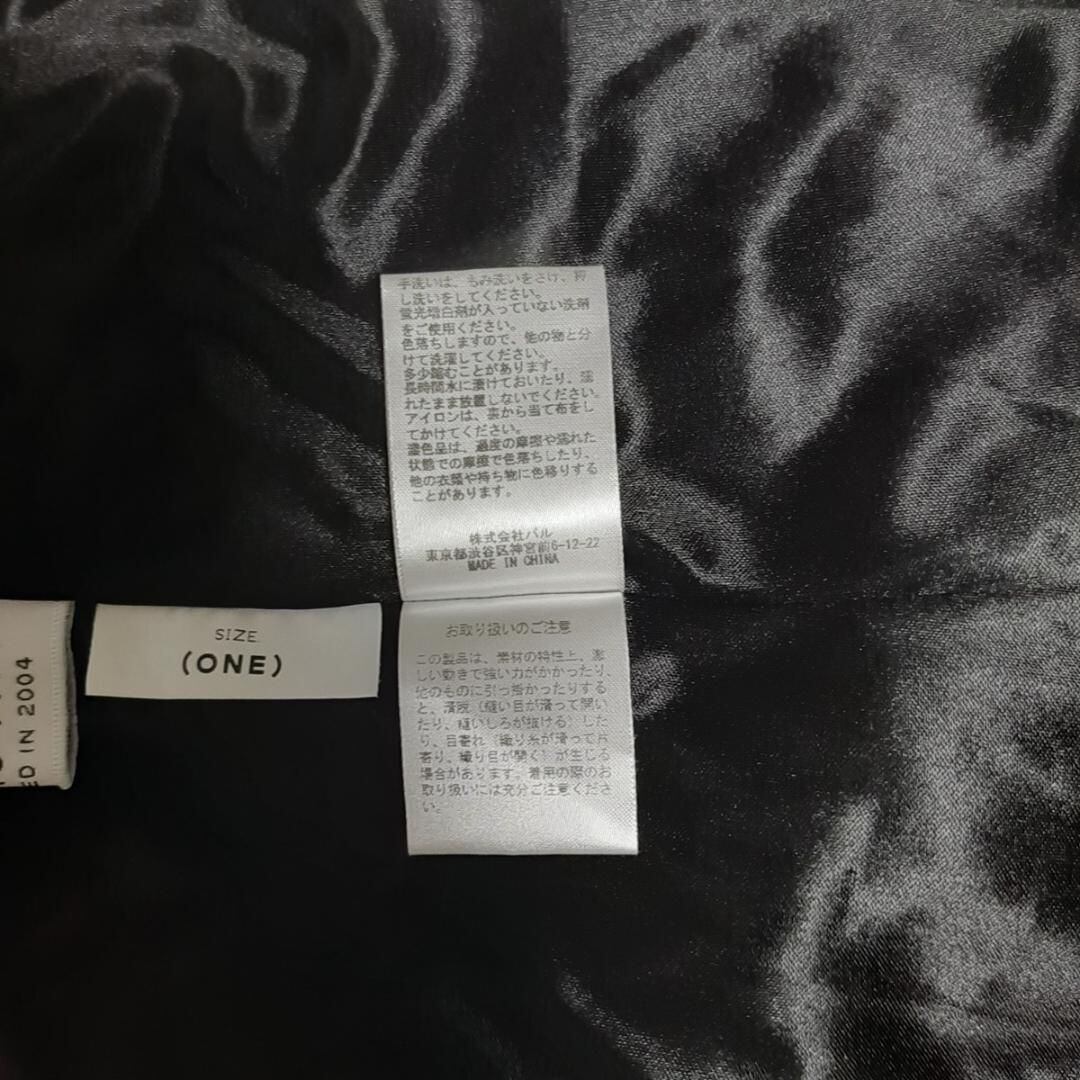 手洗いは、もみ洗いをさけ、押
し洗いをしてください。
蛍光増白剤が入っていない洗剤
をご使用ください。
色落ちしますので、他の物と分
けて洗濯してください。
多少縮むことがあります。
長時間水に漬けておいたり、濡
れたまま放置しないでください。
アイロンは、裏から当て布をし
てかけてください。
濃色品は、過度の摩擦や濡れた
状態での摩擦で色落ちしたり、
他の衣類や持ち物に色移りする
ことがあります。
株式会社パル
東京都渋谷区神宮前6-12-22
MADE IN CHINA
お取り扱いのご注意
この製品は、素材の特性上、激
しい動きで強い力がかかったり、
他のものに引っ掛かったりする
と、滑脱（縫い目が滑って開い
たり、縫いしろが抜ける）した
り、目寄れ（織り糸が滑って片
寄り、織り目が開く）が生じる
場合があります。着用の際のお
取り扱いには充分ご注意くださ
い。
SIZE
(ONE)
ED IN 2004